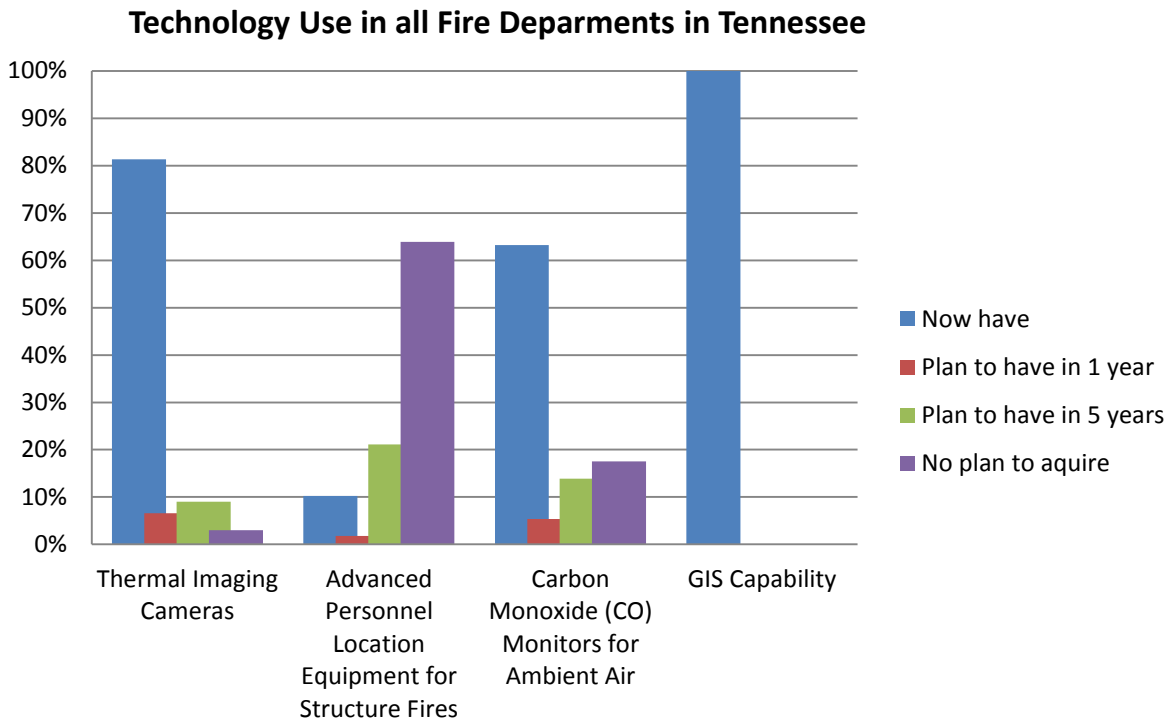 Technology Use in all Fire Deparments in Tennessee
100%
90%
80%
70%
60%
50%
40%
30%
20%
10%
0%
Thermal Imaging
Cameras
Advanced
Personnel
Location
Equipment for
Structure Fires
Carbon
Monoxide (CO)
Monitors for
Ambient Air
GIS Capability
Now have
Plan to have in 1 year
Plan to have in 5 years
No plan to aquire